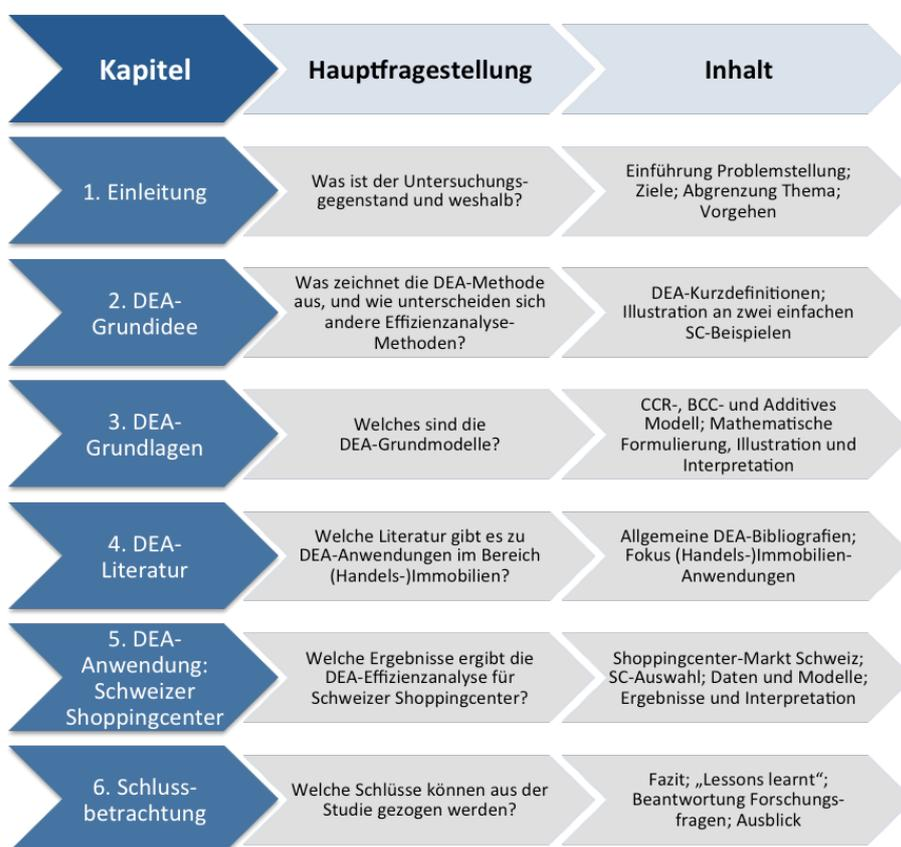 Kapitel
Hauptfragestellung
Inhalt
1. Einleitung
Was ist der Untersuchungs-
gegenstand und weshalb?
Einführung Problemstellung;
Ziele; Abgrenzung Thema;
Vorgehen
2. DEA-
Grundidee
Was zeichnet die DEA-Methode
aus, und wie unterscheiden sich
andere Effizienzanalyse-
Methoden?
DEA-Kurzdefinitionen;
Illustration an zwei einfachen
SC-Beispielen
3. DEA-
Grundlagen
Welches sind die
DEA-Grundmodelle?
CCR-, BCC- und Additives
Modell; Mathematische
Formulierung, Illustration und
Interpretation
4. DEA-
Literatur
Welche Literatur gibt es zu
DEA-Anwendungen im Bereich
(Handels-)Immobilien?
Allgemeine DEA-Bibliografien;
Fokus (Handels-)Immobilien-
Anwendungen
5. DEA-
Anwendung:
Schweizer
Shoppingcenter
Welche Ergebnisse ergibt die
DEA-Effizienzanalyse für
Schweizer Shoppingcenter?
Shoppingcenter-Markt Schweiz;
SC-Auswahl; Daten und Modelle;
Ergebnisse und Interpretation
6. Schluss-
betrachtung
Welche Schlüsse können aus der
Studie gezogen werden?
Fazit; „Lessons learnt“;
Beantwortung Forschungs-
fragen; Ausblick